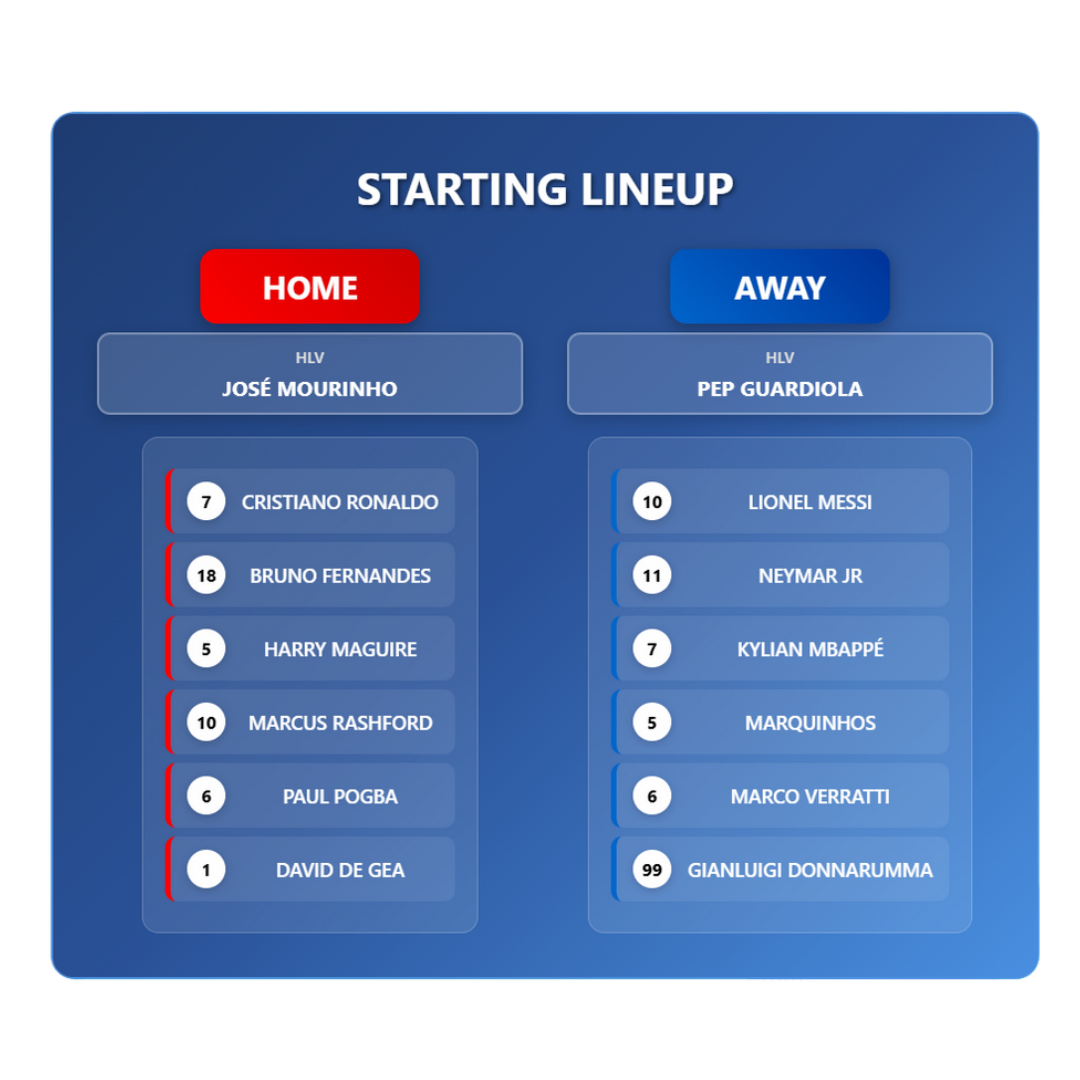 STARTING LINEUP
HOME
HLV
JOSÉ MOURINHO
7 CRISTIANO RONALDO
18 BRUNO FERNANDES
5 HARRY MAGUIRE
10 MARCUS RASHFORD
6 PAUL POGBA
1 DAVID DE GEA
AWAY
HLV
PEP GUARDIOLA
10 LIONEL MESSI
11 NEYMAR JR
7 KYLIAN MBAPPÉ
5 MARQUINHOS
6 MARCO VERRATTI
99 GIANLUIGI DONNARUMMA